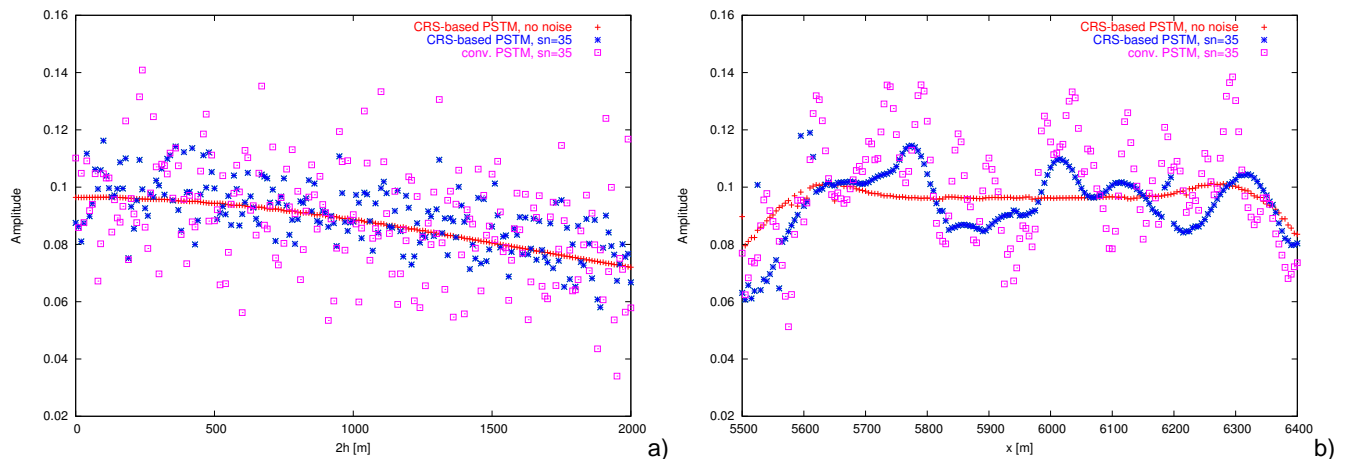 CRS-based PSTM, no noise
CRS-based PSTM, sn=35
conv. PSTM, sn=35
0.16
0.14
0.12
0.1
0.08
0.06
0.04
0.02
Amplitude
0 500 1000 1500 2000
2h [m]
a)
CRS-based PSTM, no noise
CRS-based PSTM, sn=35
conv. PSTM, sn=35
0.16
0.14
0.12
0.1
0.08
0.06
0.04
0.02
Amplitude
5500 5600 5700 5800 5900 6000 6100 6200 6300 6400
x [m]
b)